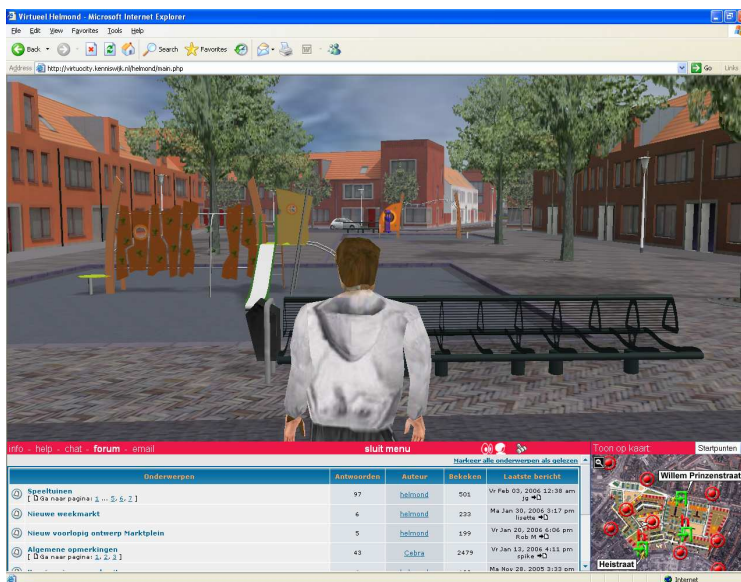 Virtueel Helmond - Microsoft Internet Explorer
File Edit View Favorites Tools Help
Back Search Favorites
Address http://virtuocity.kenniswijk.nl/helmond/main.php Go Links
info - help - chat - forum - email sluit menu Toon op kaart Startpunten
Markeer alle onderwerpen als gelezen
Onderwerpen Antwoorden Auteur Bekeken Laatste bericht
Speeltuinen 97 helmond 501 Vr Feb 03, 2006 12:38 am
[ Ga naar pagina: 1 ... 5, 6, 7 ] jg
Nieuwe weekmarkt 6 helmond 233 Ma Jan 30, 2006 3:17 pm
lisette
Nieuw voorlopig ontwerp Marktplein 5 helmond 199 Vr Jan 20, 2006 6:06 pm
Rob M
Algemene opmerkingen 43 Cebra 2479 Vr Jan 13, 2006 4:11 pm
[ Ga naar pagina: 1, 2, 3 ] spike
Ma Nov 28, 2005 3:33 pm
Willem Prinzenstraat
Heistraat
Internet